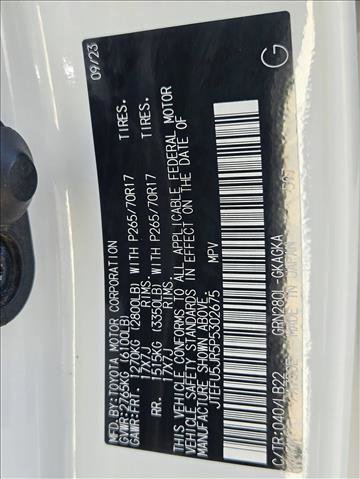 MFD.BY:TOYOTA MOTOR CORPORATION 09/23
GVWR:2765KG(6100LB)
GAWR:FRT. 1270KG (2800LB) WITH P265/70R17 TIRES.
17X7J RIMS.
RR. 1515KG (3350LB) WITH P265/70R17 TIRES.
17X7J RIMS.
THIS VEHICLE CONFORMS TO ALL APPLICABLE FEDERAL MOTOR
VEHICLE SAFETY STANDARDS IN EFFECT ON THE DATE OF
MANUFACTURE SHOWN ABOVE.
MPV
C/TR:040/LB22 GRN280L-GKAGKA
MADE IN JAPAN
G